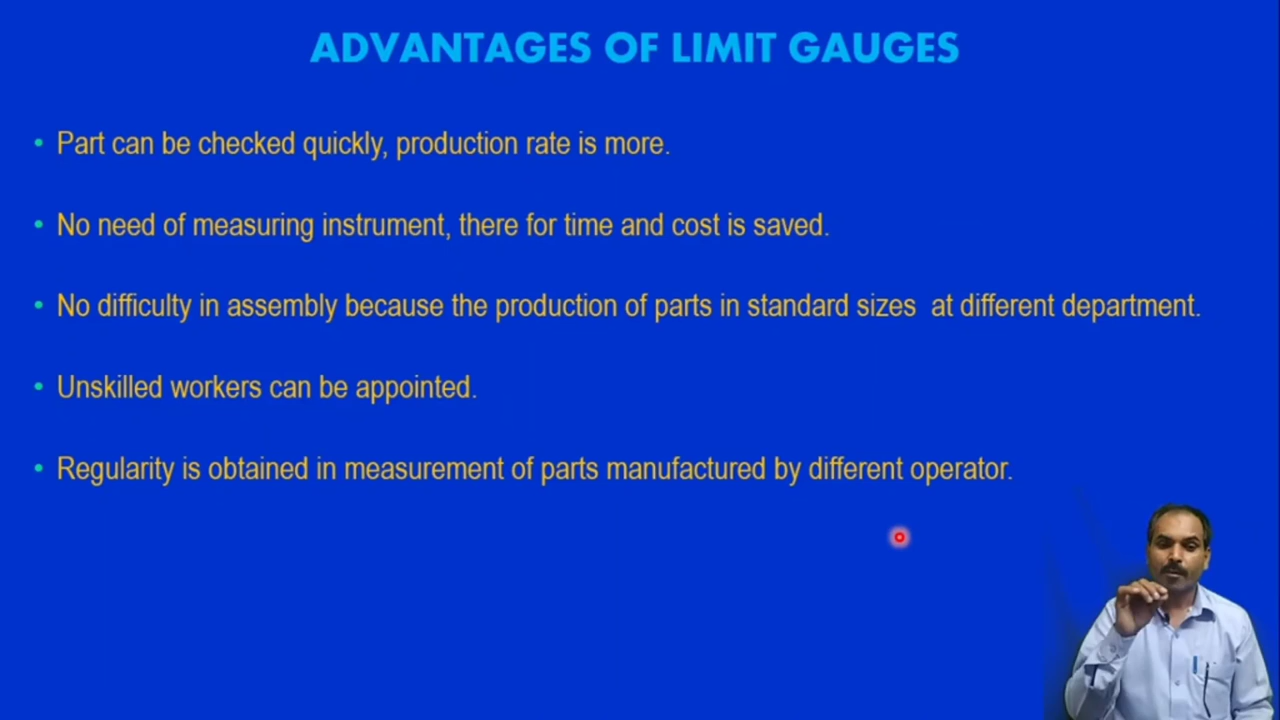 ADVANTAGES OF LIMIT GAUGES
• Part can be checked quickly, production rate is more.
• No need of measuring instrument, there for time and cost is saved.
• No difficulty in assembly because the production of parts in standard sizes at different department.
• Unskilled workers can be appointed.
• Regularity is obtained in measurement of parts manufactured by different operator.